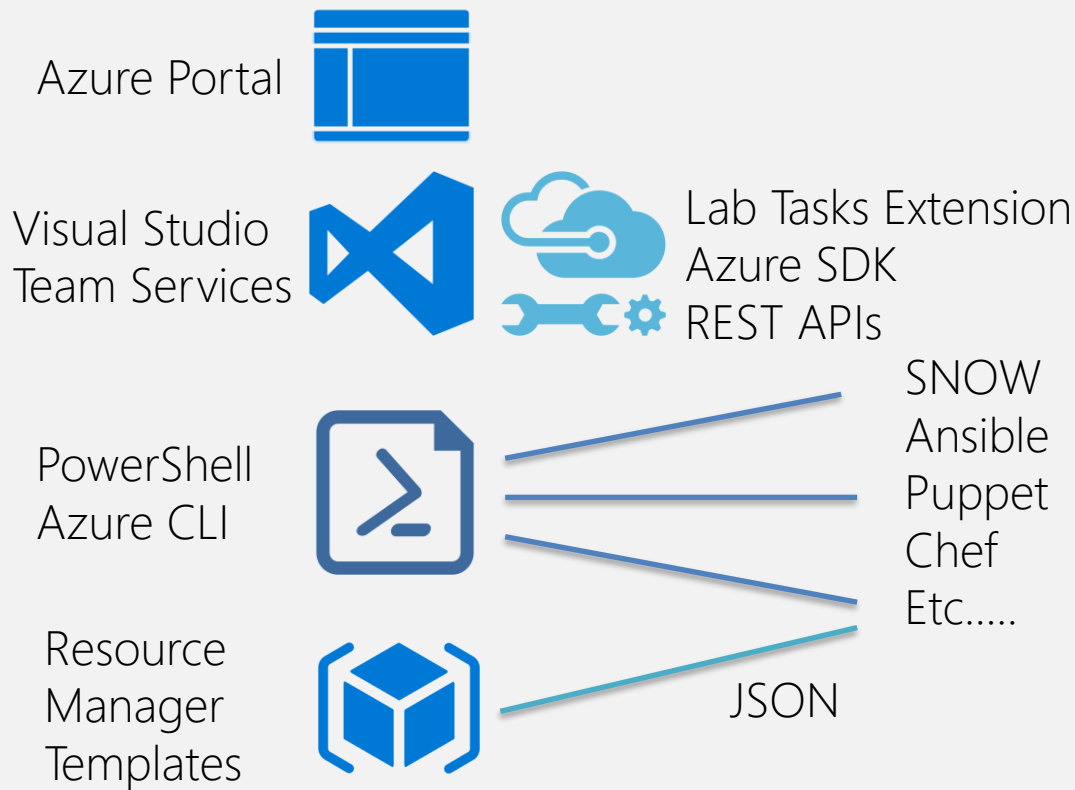 Azure Portal
Visual Studio
Team Services
Lab Tasks Extension
Azure SDK
REST APIs
PowerShell
Azure CLI
SNOW
Ansible
Puppet
Chef
Etc.....
Resource
Manager
Templates
JSON